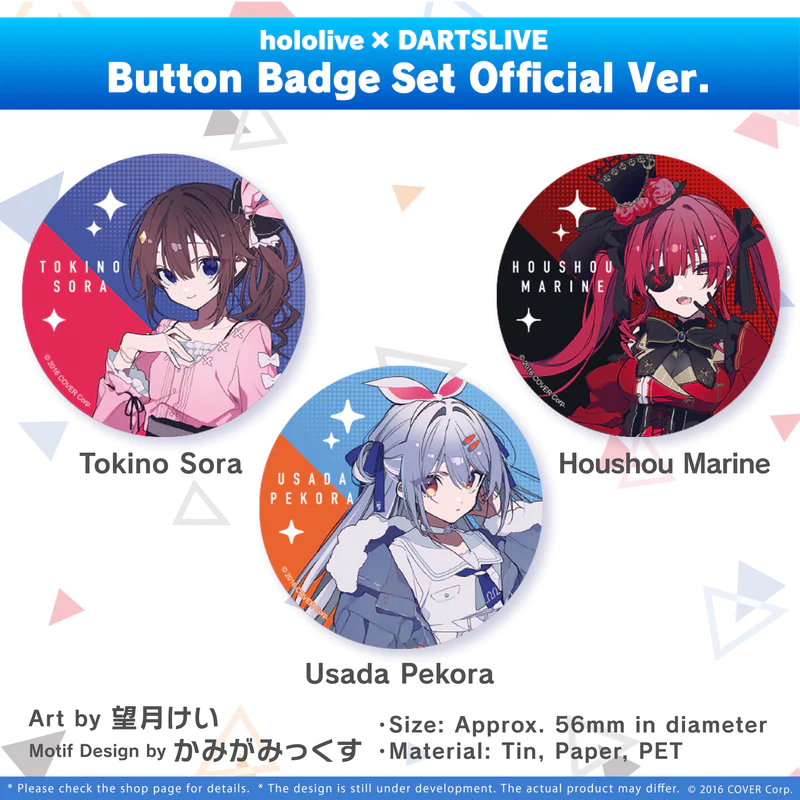 hololive × DARTSLIVE
Button Badge Set Official Ver.
TOKINO
SORA
© 2016 COVER Corp.
Tokino Sora
HOUSHOU
MARINE
© 2016 COVER Corp.
Houshou Marine
USADA
PEKORA
© 2016 COVER Corp.
Usada Pekora
Art by 望月けい
Motif Design by かみがみっくす
・Size: Approx. 56mm in diameter
・Material: Tin, Paper, PET
* Please check the shop page for details. * The design is still under development. The actual product may differ. © 2016 COVER Corp.